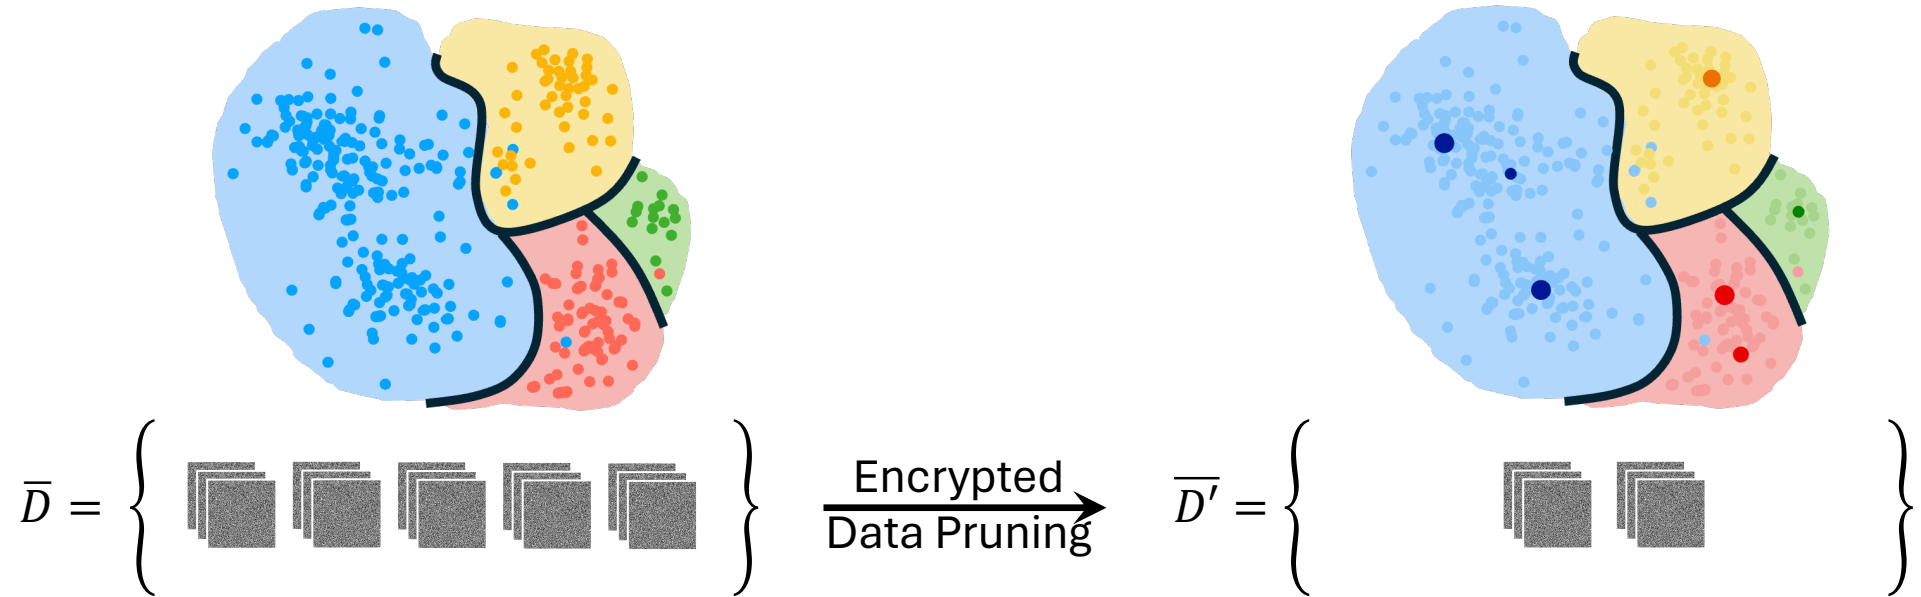 D̅ = {
}
Encrypted
Data Pruning
D̅′̅ = {
}